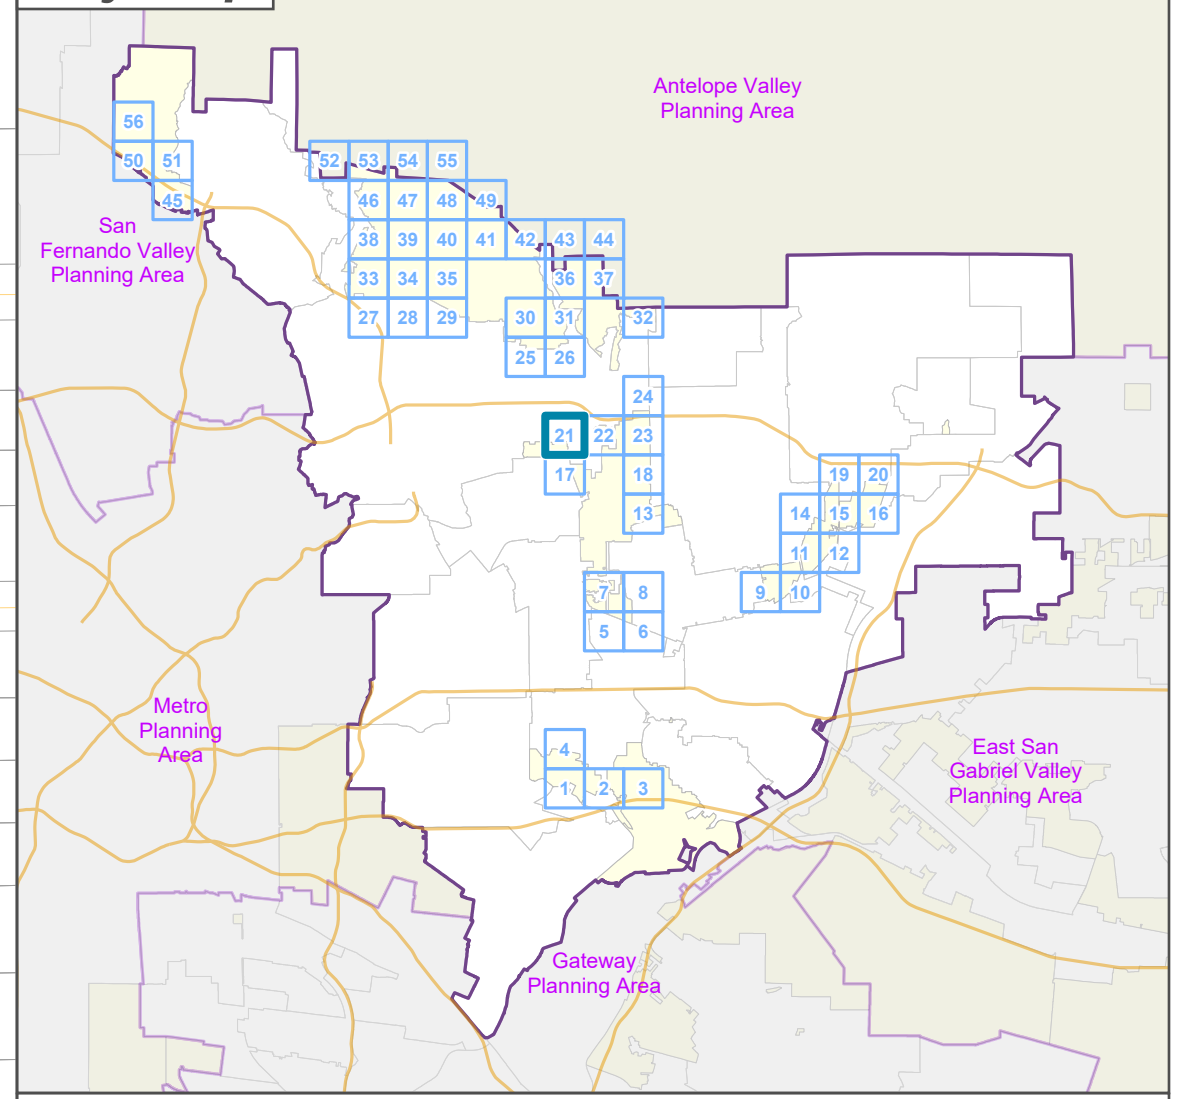 Antelope Valley
Planning Area
56
50 51
52 53 54 55
45
46 47 48 49
San
Fernando Valley
Planning Area
38 39 40 41 42 43 44
33 34 35 36 37
27 28 29 30 31 32
25 26
24
21 22 23
17 18 19 20
13 14 15 16
11 12
7 8 9 10
5 6
Metro
Planning
Area
4
East San
Gabriel Valley
Planning Area
1 2 3
Gateway
Planning Area